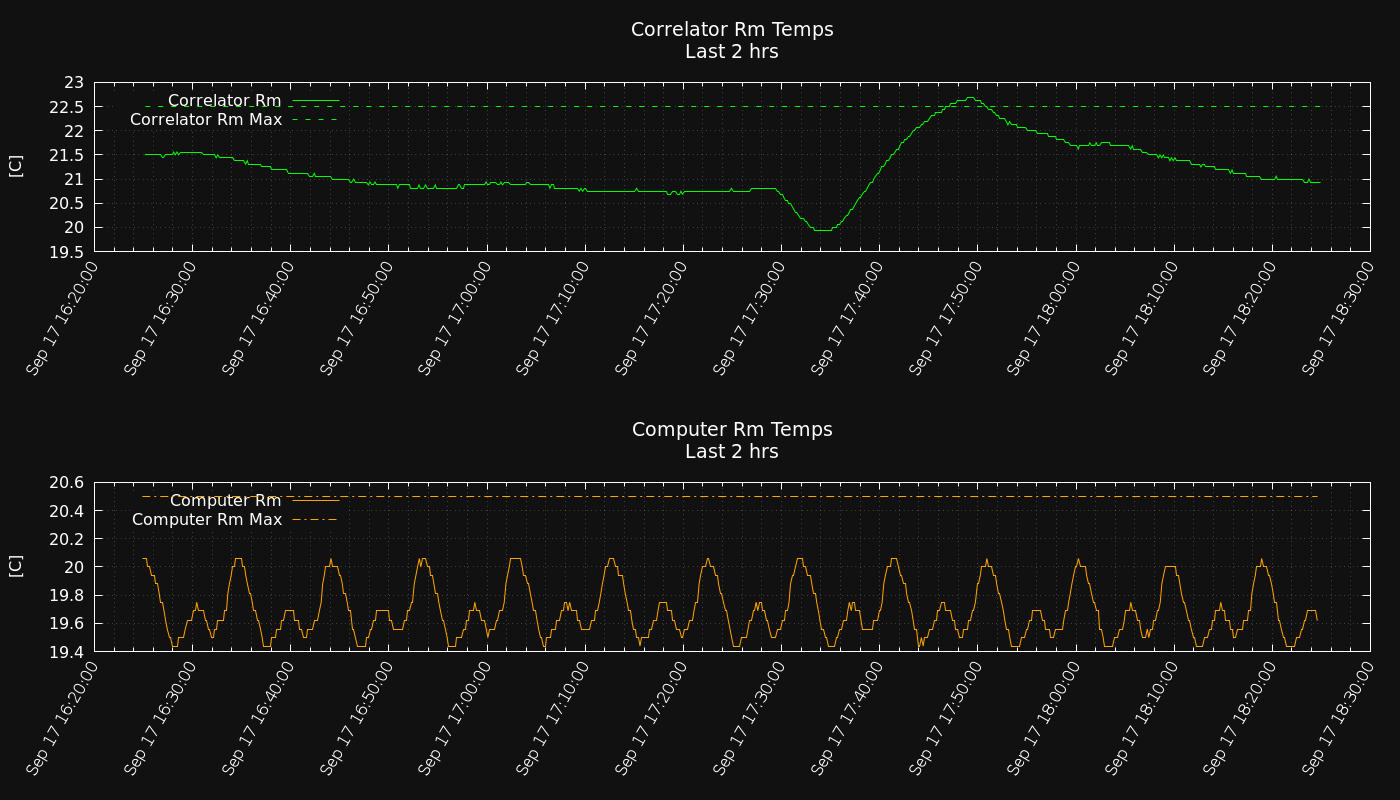 Correlator Rm Temps
Last 2 hrs
[C]
23
22.5
22
21.5
21
20.5
20
19.5
Correlator Rm
Correlator Rm Max
Sep 17 16:20:00
Sep 17 16:30:00
Sep 17 16:40:00
Sep 17 16:50:00
Sep 17 17:00:00
Sep 17 17:10:00
Sep 17 17:20:00
Sep 17 17:30:00
Sep 17 17:40:00
Sep 17 17:50:00
Sep 17 18:00:00
Sep 17 18:10:00
Sep 17 18:20:00
Sep 17 18:30:00
Computer Rm Temps
Last 2 hrs
[C]
20.6
20.4
20.2
20
19.8
19.6
19.4
Computer Rm
Computer Rm Max
Sep 17 16:20:00
Sep 17 16:30:00
Sep 17 16:40:00
Sep 17 16:50:00
Sep 17 17:00:00
Sep 17 17:10:00
Sep 17 17:20:00
Sep 17 17:30:00
Sep 17 17:40:00
Sep 17 17:50:00
Sep 17 18:00:00
Sep 17 18:10:00
Sep 17 18:20:00
Sep 17 18:30:00